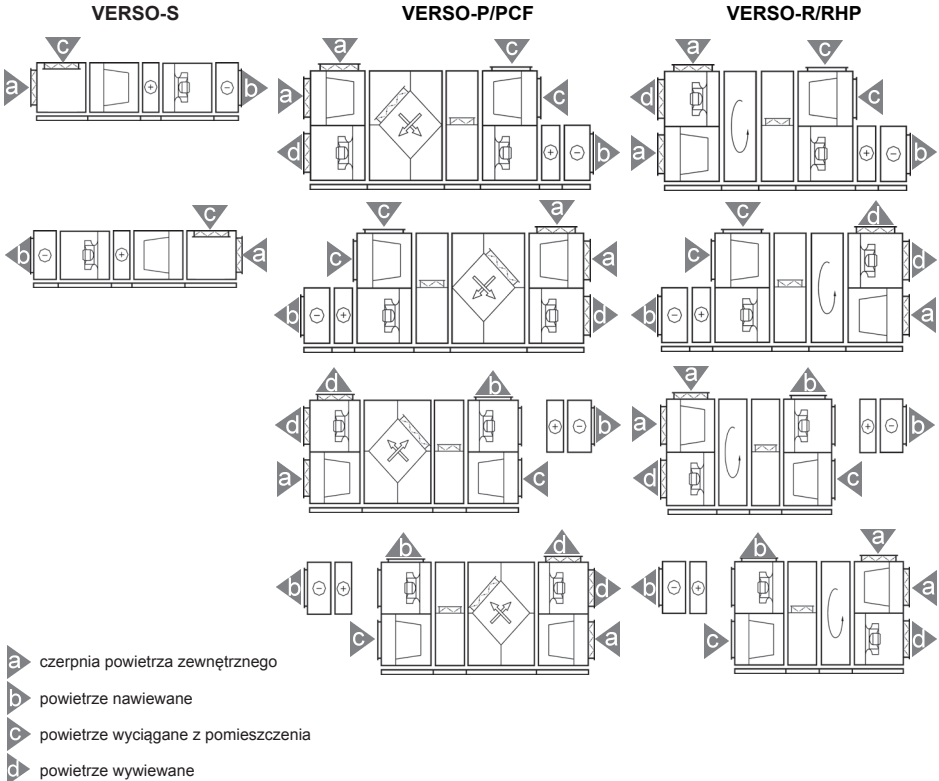 VERSO-S VERSO-P/PCF VERSO-R/RHP
a c
c a
a c b a c d a b
a c d c a b
c a c d
b a c a c d
b d b a
d b a b
d b a b
a c d c
b d b a
b d b a
c a c d
a czerpnia powietrza zewnętrznego
b powietrze nawiewane
c powietrze wyciągane z pomieszczenia
d powietrze wywiewane